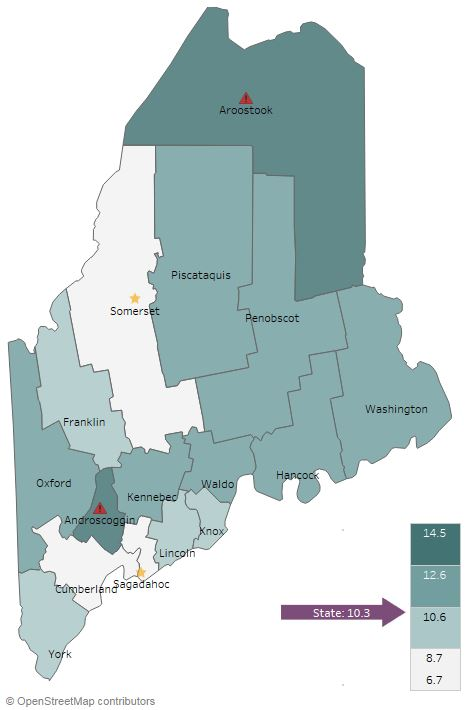 Aroostook
Piscataquis
Somerset
Penobscot
Washington
Franklin
Hancock
Oxford
Waldo
Kennebec
Androscoggin
Knox
Lincoln
Sagadahoc
Cumberland
York
14.5
12.6
State: 10.3
10.6
8.7
6.7
© OpenStreetMap contributors